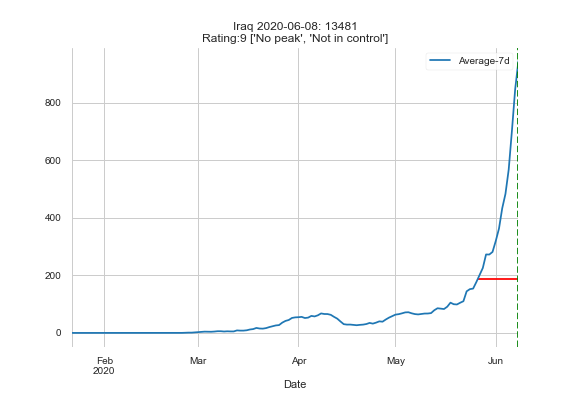 Iraq 2020-06-08: 13481
Rating:9 ['No peak', 'Not in control']
Average-7d
800
600
400
200
0
Feb Mar Apr May Jun
2020
Date